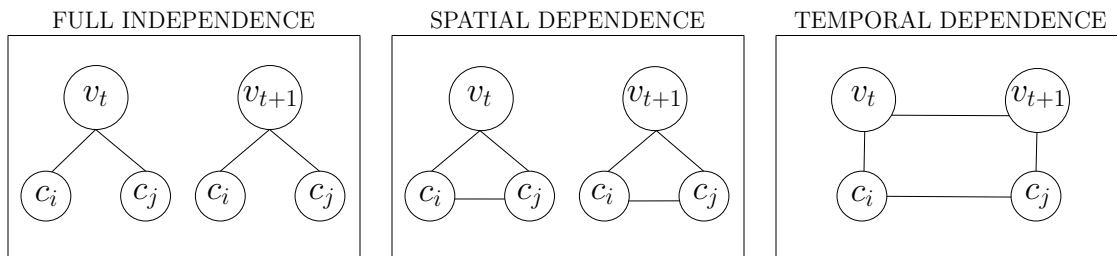 FULL INDEPENDENCE
SPATIAL DEPENDENCE
TEMPORAL DEPENDENCE
v_t
v_{t+1}
v_t
v_{t+1}
v_t
v_{t+1}
c_i
c_j
c_i
c_j
c_i
c_j
c_i
c_j
c_i
c_j